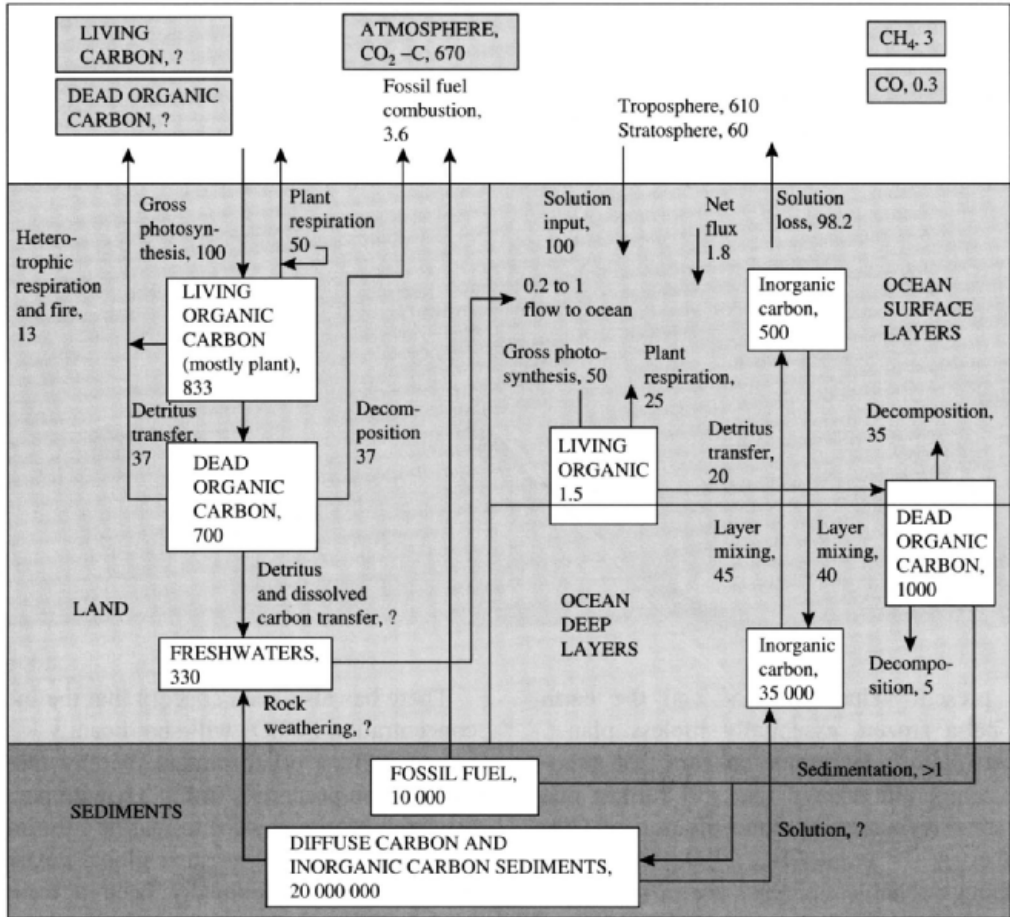 LIVING
CARBON, ?
DEAD ORGANIC
CARBON, ?
ATMOSPHERE,
CO₂ –C, 670
CH₄. 3
CO, 0.3
Fossil fuel
combustion,
3.6
Troposphere, 610
Stratosphere, 60
Hetero-
trophic
respiration
and fire,
13
Gross
photosyn-
thesis, 100
Plant
respiration
50
Solution
input,
100
Net
flux
1.8
Solution
loss, 98.2
LIVING
ORGANIC
CARBON
(mostly plant),
833
0.2 to 1
flow to ocean
Inorganic
carbon,
500
OCEAN
SURFACE
LAYERS
Gross photo-
synthesis, 50
Plant
respiration,
25
Detritus
transfer,
37
Decom-
position
37
DEAD
ORGANIC
CARBON,
700
LIVING
ORGANIC
1.5
Detritus
transfer,
20
Decomposition,
35
Layer
mixing,
45
Layer
mixing,
40
DEAD
ORGANIC
CARBON,
1000
Detritus
and dissolved
carbon transfer, ?
LAND
OCEAN
DEEP
LAYERS
FRESHWATERS,
330
Inorganic
carbon,
35 000
Decompo-
sition, 5
Rock
weathering, ?
FOSSIL FUEL,
10 000
Sedimentation, >1
SEDIMENTS
Solution, ?
DIFFUSE CARBON AND
INORGANIC CARBON SEDIMENTS,
20 000 000